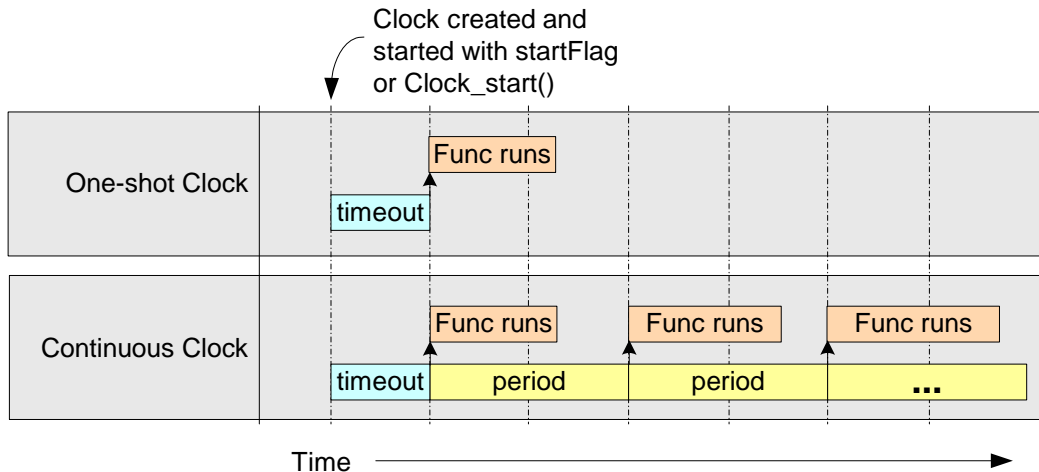 Clock created and
started with startFlag
or Clock_start()
One-shot Clock
Func runs
timeout
Continuous Clock
Func runs
Func runs
Func runs
timeout
period
period
...
Time